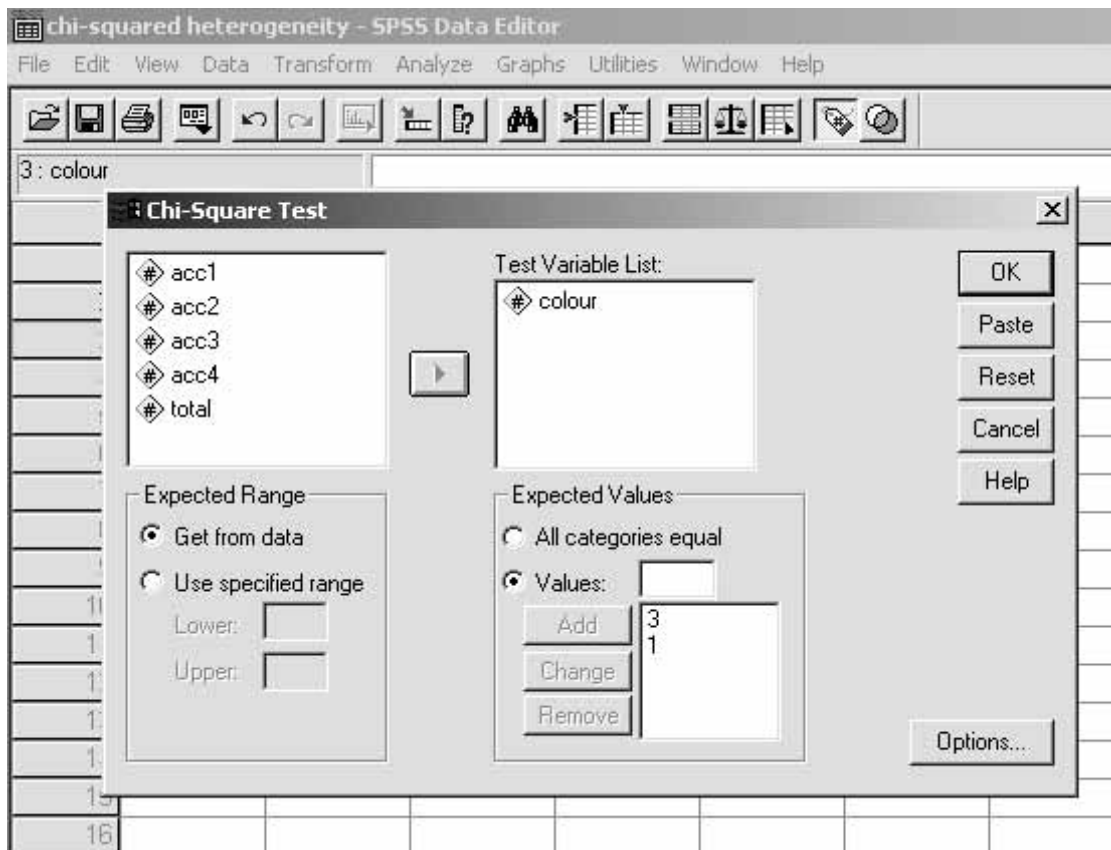 chi-squared heterogeneity - SPSS Data Editor
File Edit View Data Transform Analyze Graphs Utilities Window Help
3 : colour
Chi-Square Test
acc1
acc2
acc3
acc4
total
Test Variable List:
colour
OK
Paste
Reset
Cancel
Help
Expected Range
Get from data
Use specified range
Lower:
Upper:
Expected Values
All categories equal
Values:
Add
Change
Remove
3
1
Options...
15
16